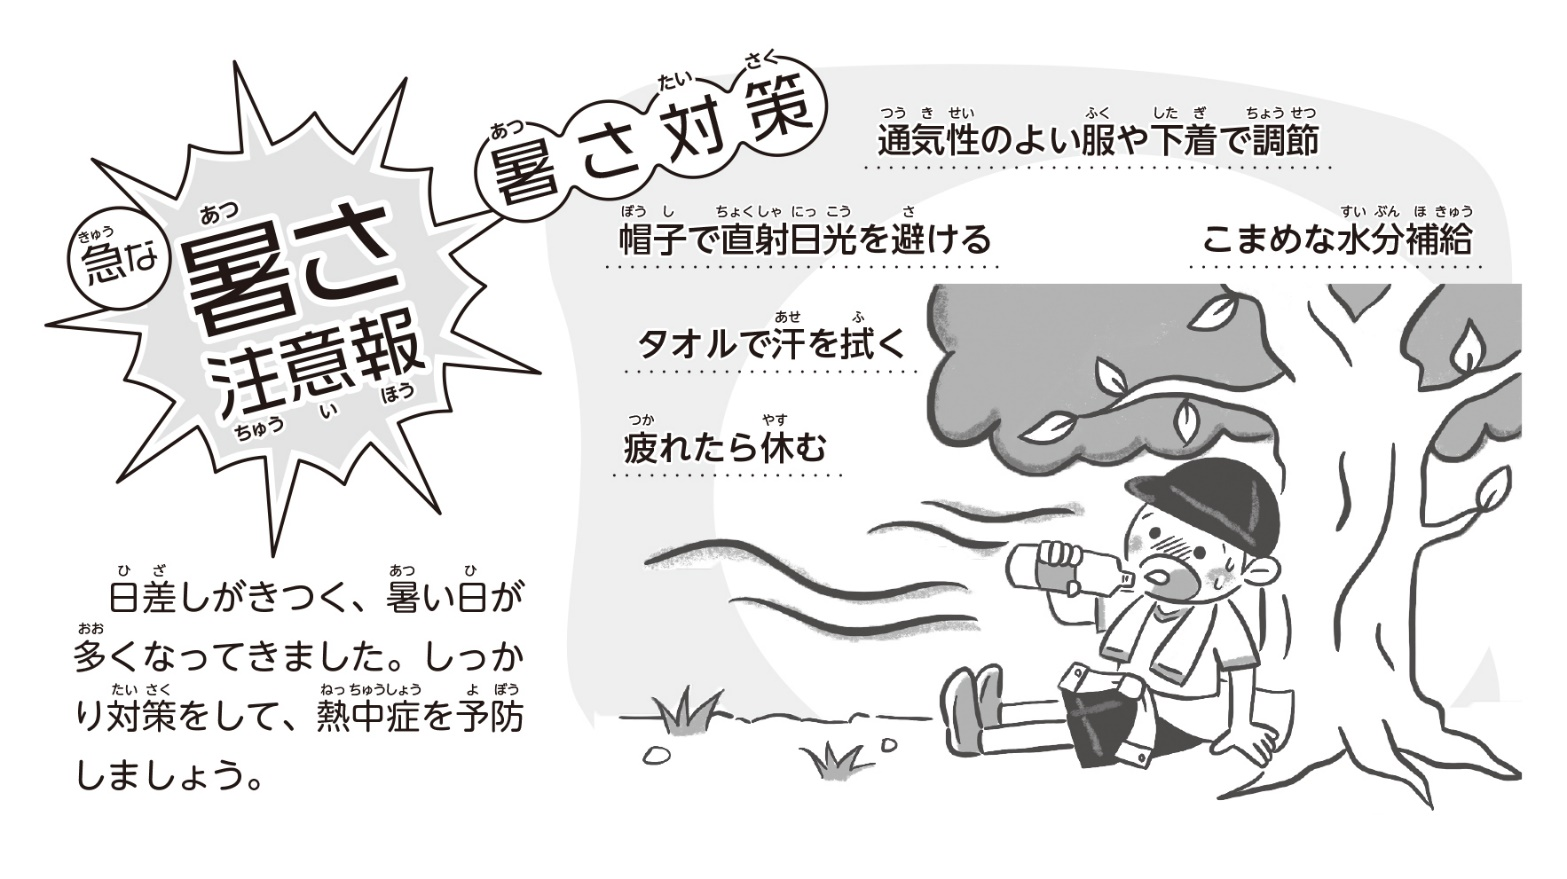 急な
暑さ
注意報
暑さ対策
通気性のよい服や下着で調節
帽子で直射日光を避ける
こまめな水分補給
タオルで汗を拭く
疲れたら休む
日差しがきつく、暑い日が
多くなってきました。しっか
り対策をして、熱中症を予防
しましょう。